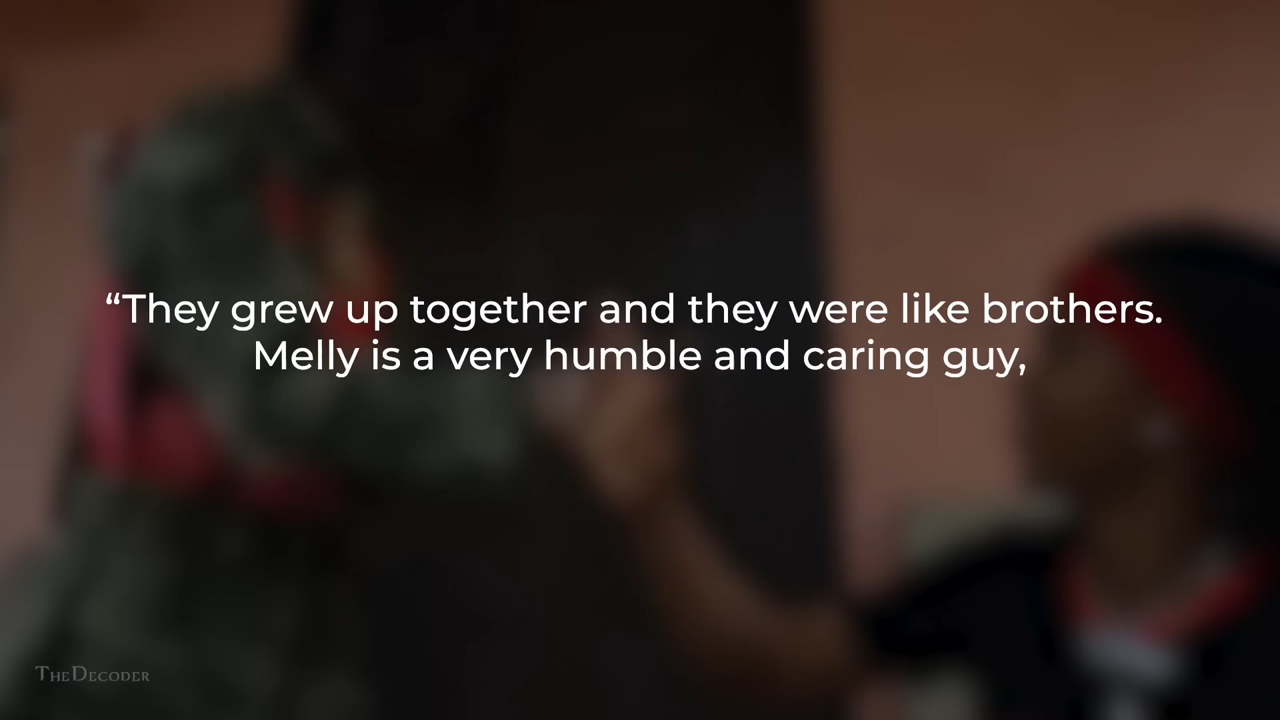 “They grew up together and they were like brothers.
Melly is a very humble and caring guy,
TheDecoder